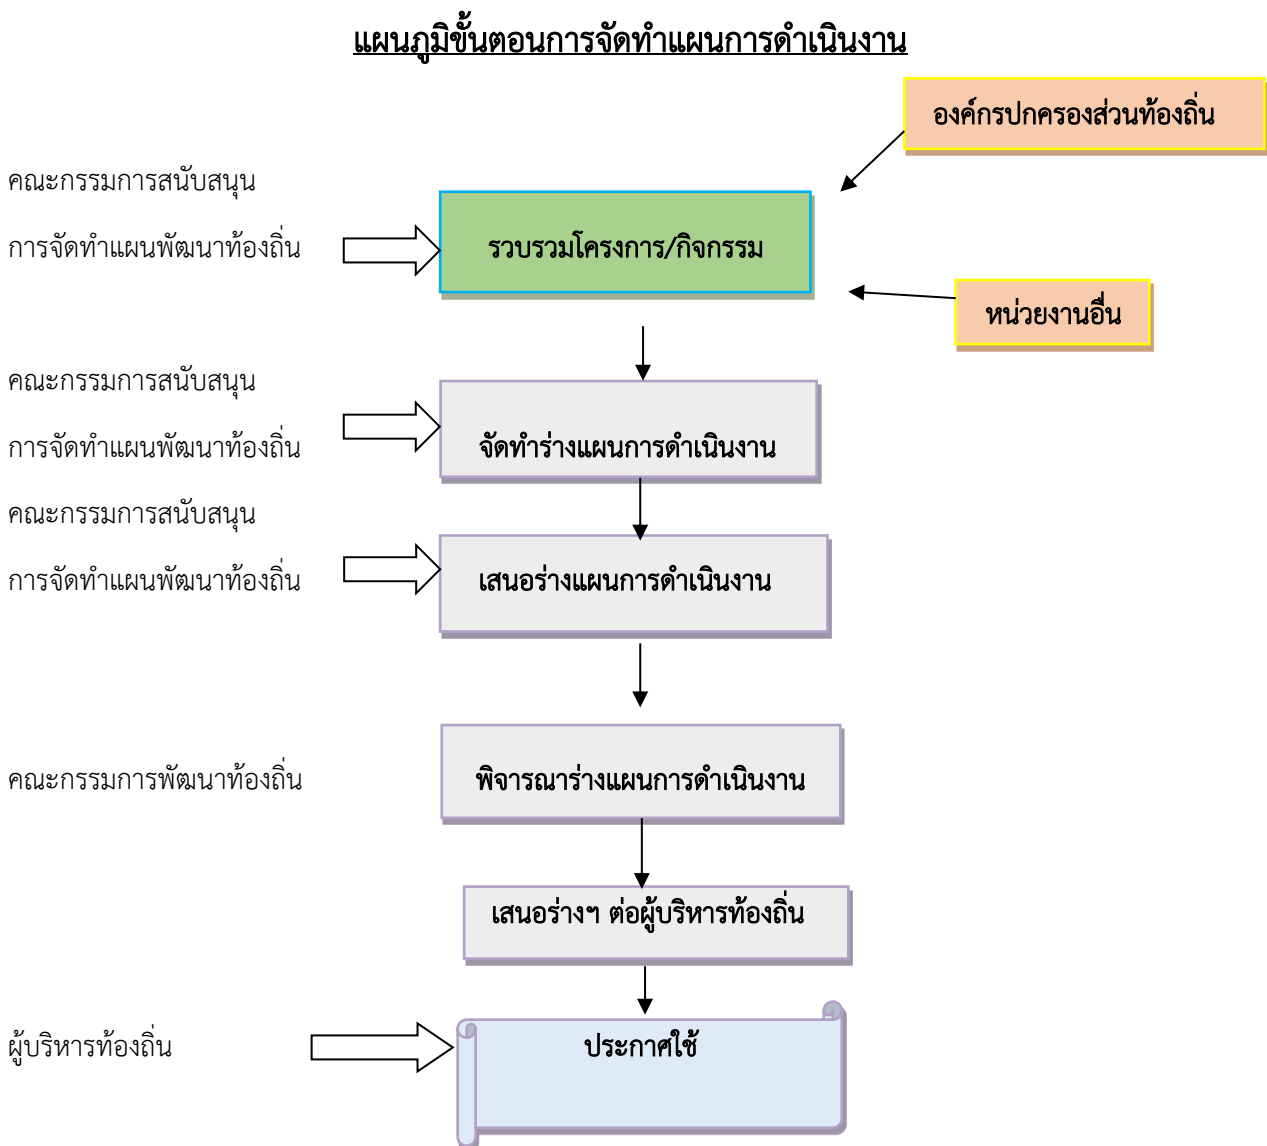 แผนภูมิขั้นตอนการจัดทำแผนการดำเนินงาน
องค์กรปกครองส่วนท้องถิ่น
คณะกรรมการสนับสนุน
การจัดทำแผนพัฒนาท้องถิ่น
รวบรวมโครงการ/กิจกรรม
หน่วยงานอื่น
คณะกรรมการสนับสนุน
การจัดทำแผนพัฒนาท้องถิ่น
จัดทำร่างแผนการดำเนินงาน
คณะกรรมการสนับสนุน
การจัดทำแผนพัฒนาท้องถิ่น
เสนอร่างแผนการดำเนินงาน
คณะกรรมการพัฒนาท้องถิ่น
พิจารณาร่างแผนการดำเนินงาน
เสนอร่างฯ ต่อผู้บริหารท้องถิ่น
ผู้บริหารท้องถิ่น
ประกาศใช้